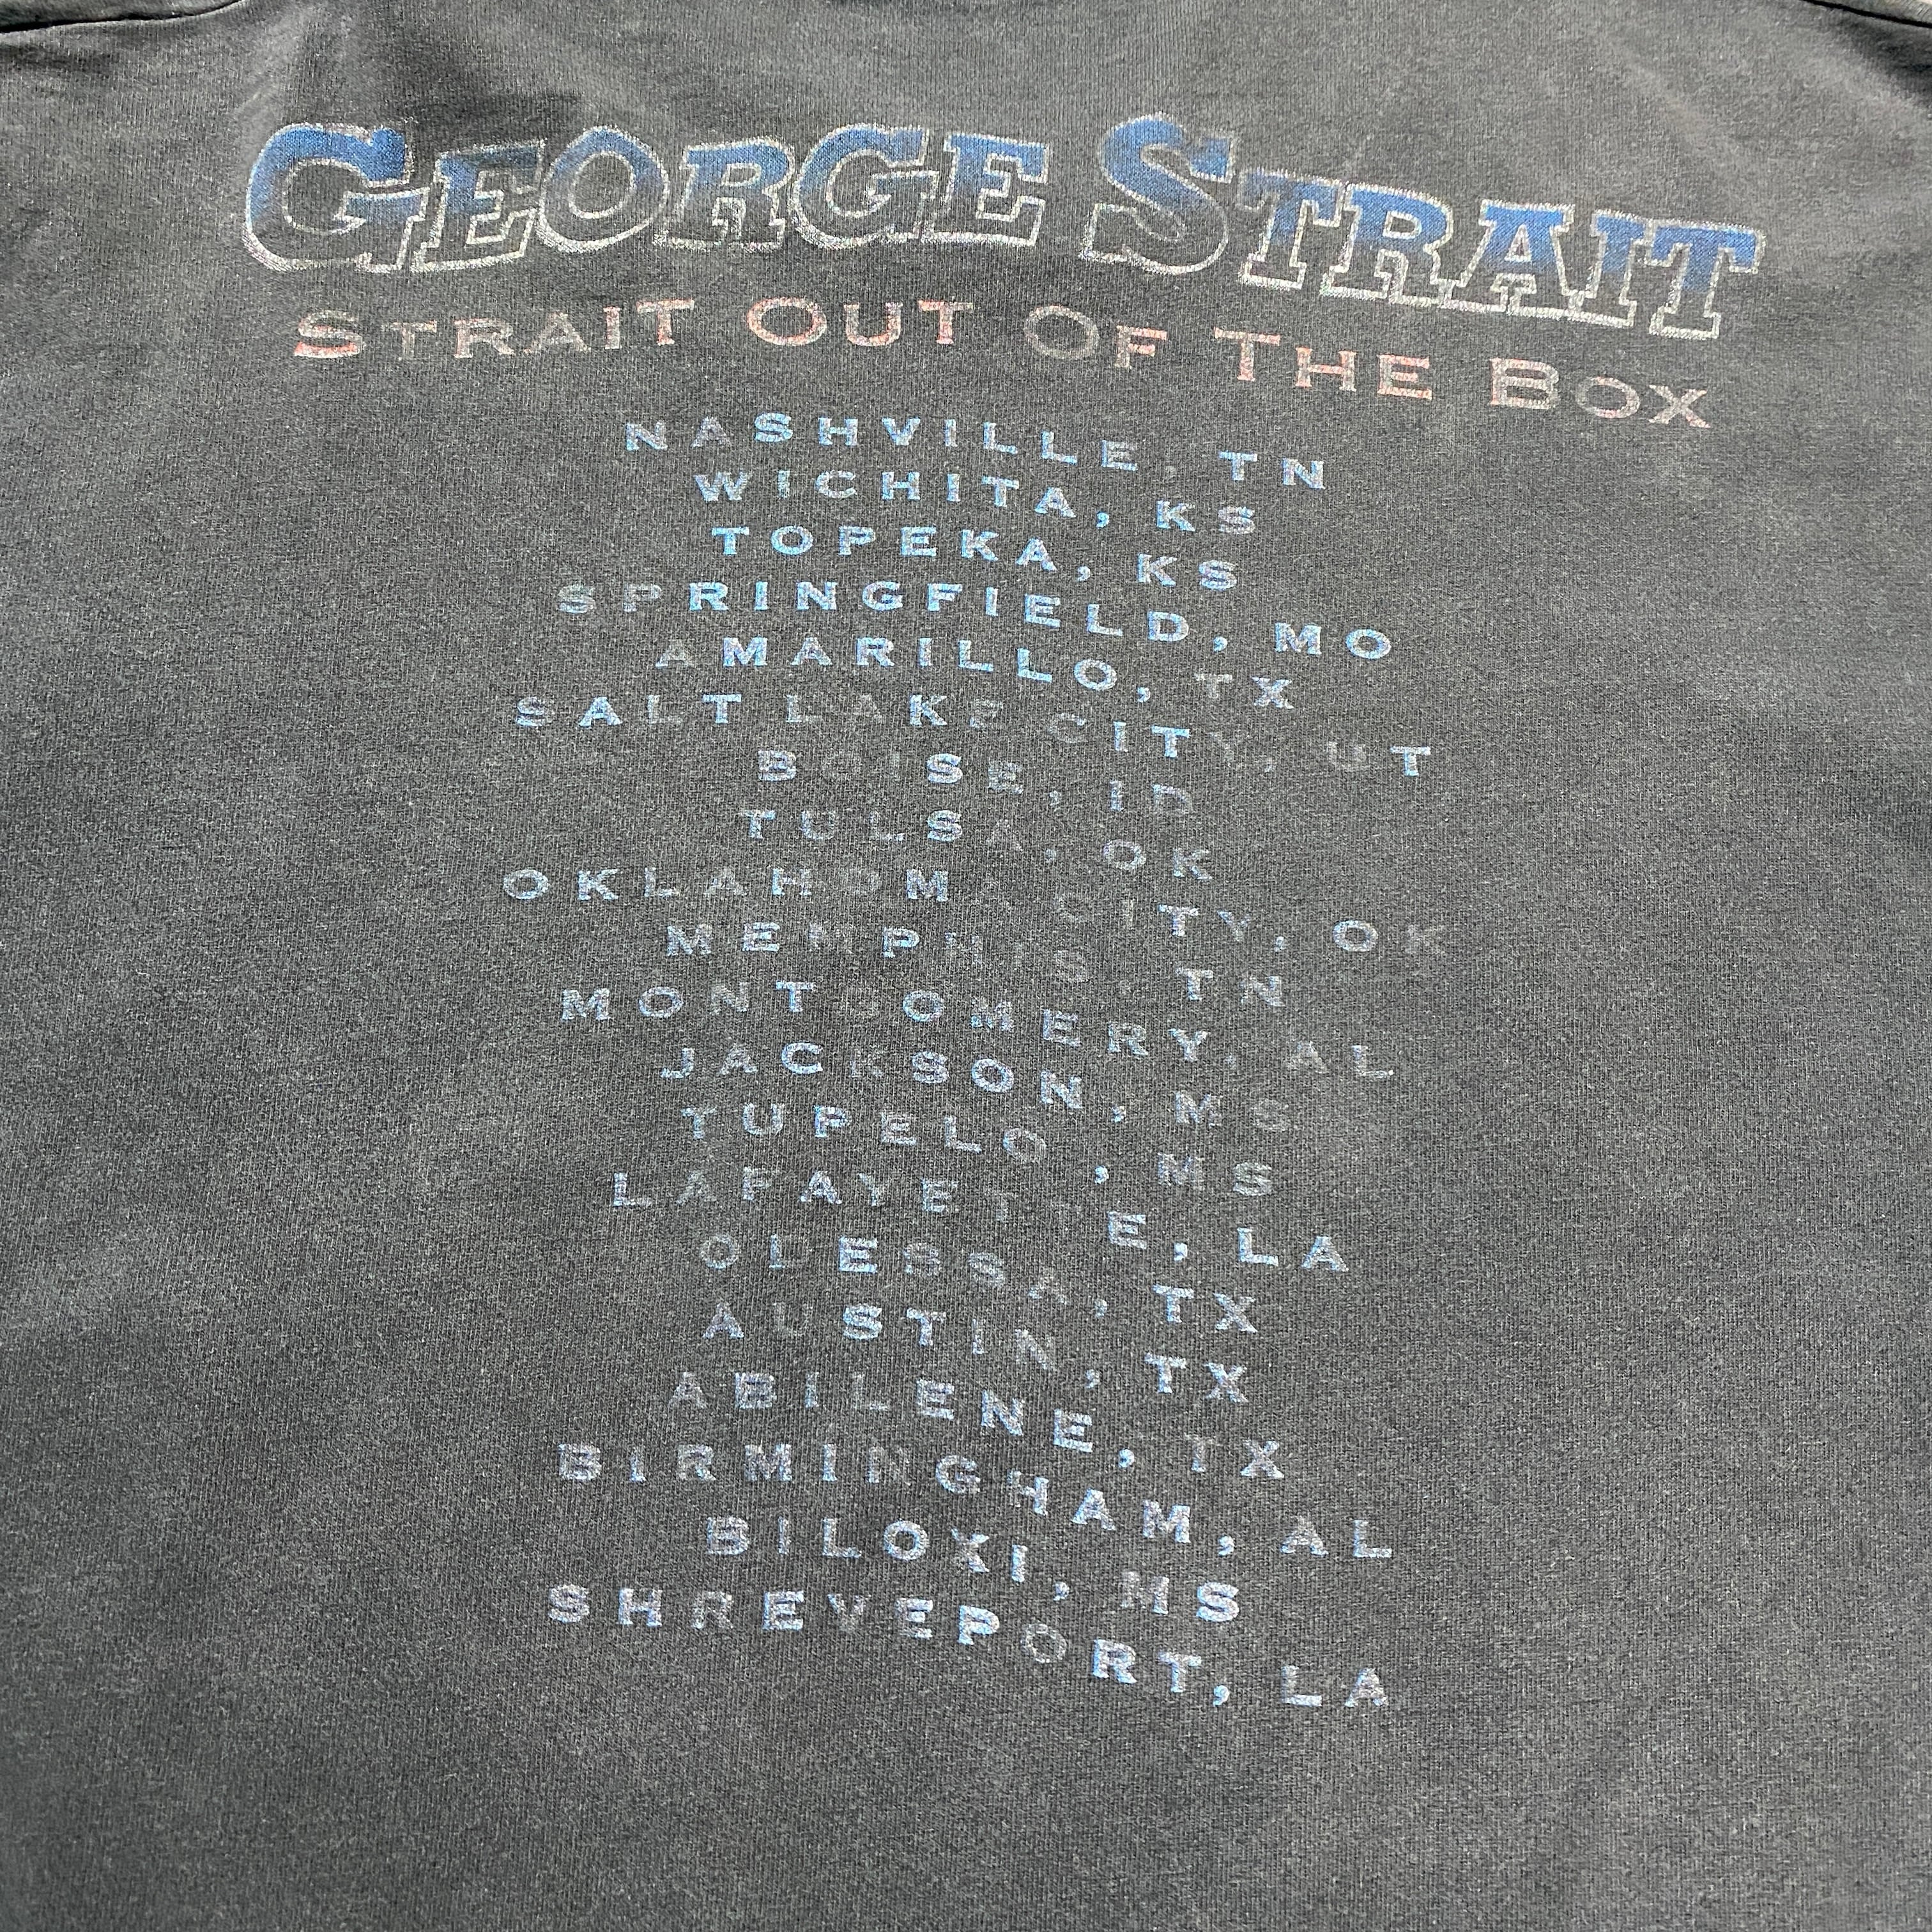 GEORGE STRAIT
STRAIT OUT OF THE BOX
NASHVILLE, TN
WICHITA, KS
TOPEKA, KS
SPRINGFIELD, MO
AMARILLO, TX
SALT LAKE CITY, UT
BOISE, ID
TULSA, OK
OKLAHOMA CITY, OK
MEMPHIS TN
MONTGOMERY, AL
JACKSON, MS
TUPELO, MS
LAFAYETTE, LA
ODESSA, TX
AUSTIN, TX
ABILENE, TX
BIRMINGHAM, AL
BILOXI, MS
SHREVEPORT, LA